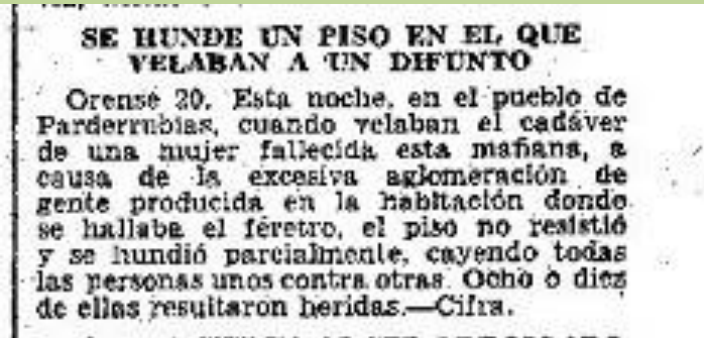 SE HUNDE UN PISO EN EL QUE
VELABAN A UN DIFUNTO
Orense 20. Esta noche, en el pueblo de
Parderrubias, cuando velaban el cadáver
de una mujer fallecida esta mañana, a
causa de la excesiva aglomeración de
gente producida en la habitación donde
se hallaba el féretro, el piso no resistió
y se hundió parcialmente, cayendo todas
las personas unos contra otras. Ocho o diez
de ellas resultaron heridas.—Cifra.